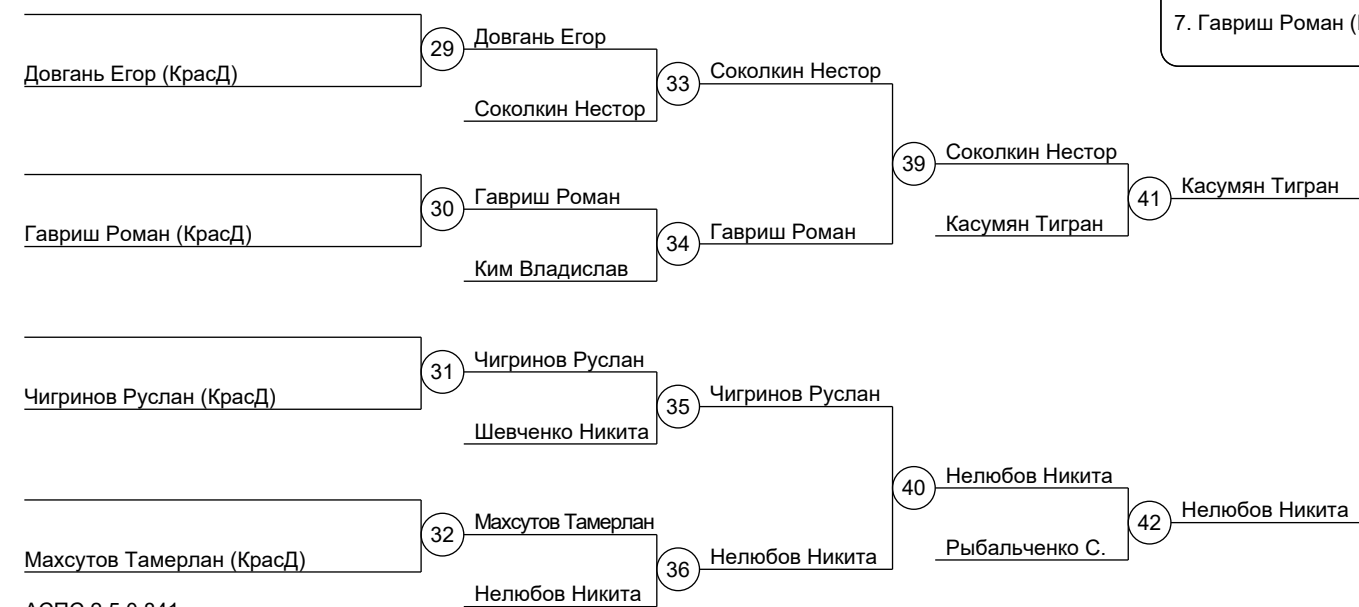 7. Гавриш Роман (
29 Довгань Егор
Довгань Егор (КрасД)
33 Соколкин Нестор
Соколкин Нестор
39 Соколкин Нестор
30 Гавриш Роман
Гавриш Роман (КрасД)
34 Гавриш Роман
Ким Владислав
41 Касумян Тигран
Касумян Тигран
31 Чигринов Руслан
Чигринов Руслан (КрасД)
35 Чигринов Руслан
Шевченко Никита
40 Нелюбов Никита
32 Махсутов Тамерлан
Махсутов Тамерлан (КрасД)
36 Нелюбов Никита
Нелюбов Никита
42 Нелюбов Никита
Рыбальченко С.